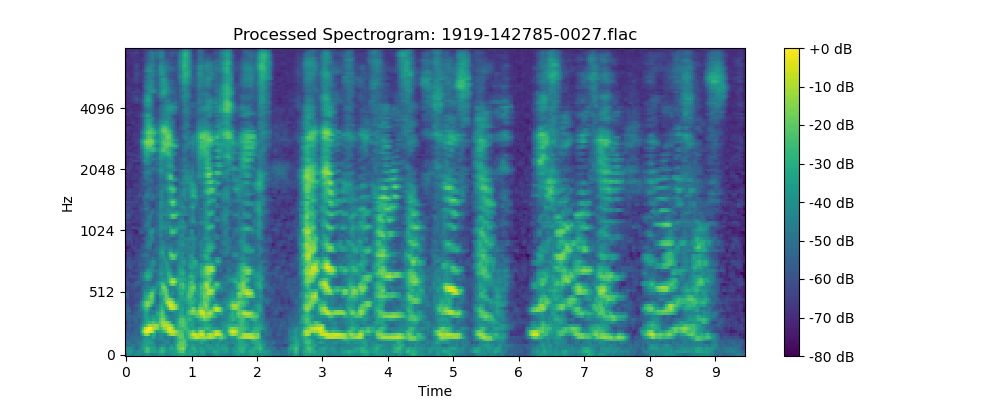 Processed Spectrogram: 1919-142785-0027.flac
Hz
4096
2048
1024
512
0
0 1 2 3 4 5 6 7 8 9
Time
+0 dB
-10 dB
-20 dB
-30 dB
-40 dB
-50 dB
-60 dB
-70 dB
-80 dB